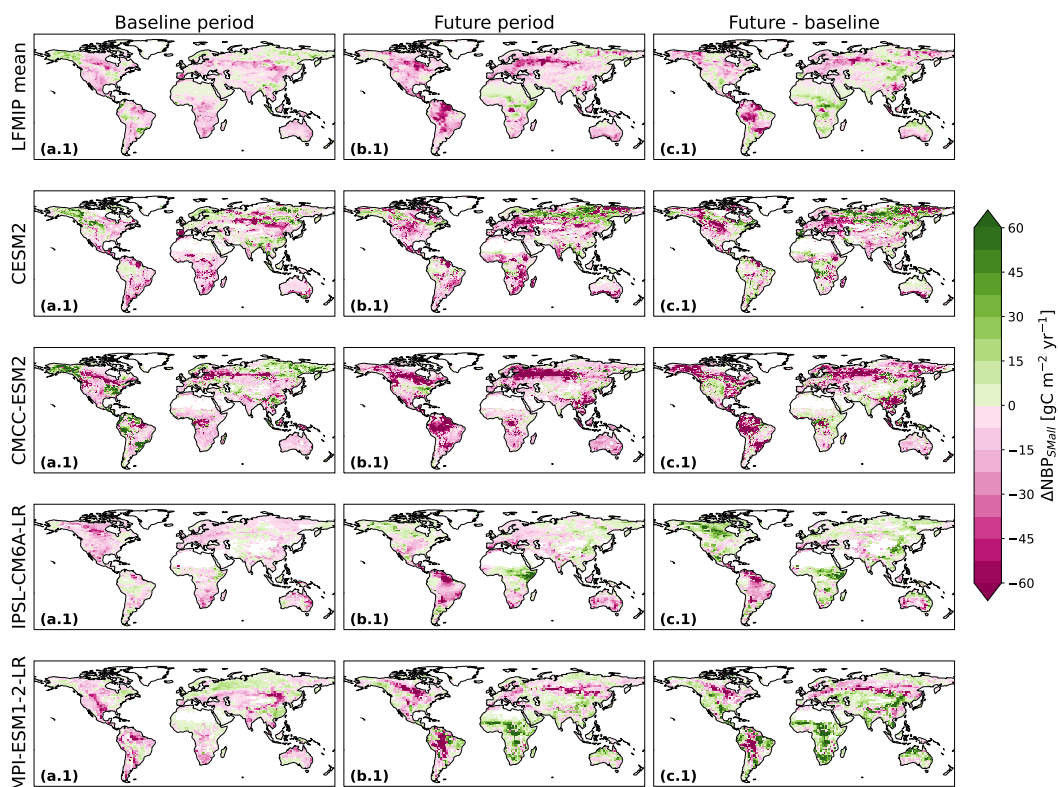 Baseline period
Future period
Future - baseline
LFMIP mean
(a.1)
(b.1)
(c.1)
CESM2
(a.1)
(b.1)
(c.1)
CMCC-ESM2
(a.1)
(b.1)
(c.1)
IPSL-CM6A-LR
(a.1)
(b.1)
(c.1)
MPI-ESM1-2-LR
(a.1)
(b.1)
(c.1)
60
45
30
15
0
−15
−30
−45
−60
ΔNBP_{SMall} [gC m⁻² yr⁻¹]